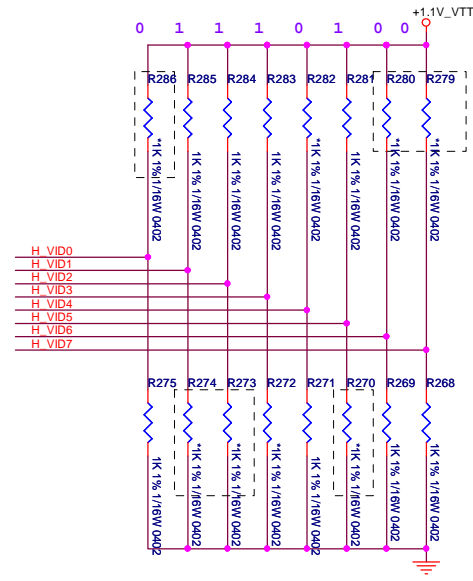 +1.1V_VTT
0 1 1 1 0 1 0 0
R286 R285 R284 R283 R282 R281 R280 R279
*1K 1% 1/16W 0402
1K 1% 1/16W 0402
1K 1% 1/16W 0402
1K 1% 1/16W 0402
*1K 1% 1/16W 0402
1K 1% 1/16W 0402
*1K 1% 1/16W 0402
*1K 1% 1/16W 0402
H_VID0
H_VID1
H_VID2
H_VID3
H_VID4
H_VID5
H_VID6
H_VID7
R275 R274 R273 R272 R271 R270 R269 R268
1K 1% 1/16W 0402
*1K 1% 1/16W 0402
*1K 1% 1/16W 0402
*1K 1% 1/16W 0402
1K 1% 1/16W 0402
*1K 1% 1/16W 0402
1K 1% 1/16W 0402
1K 1% 1/16W 0402